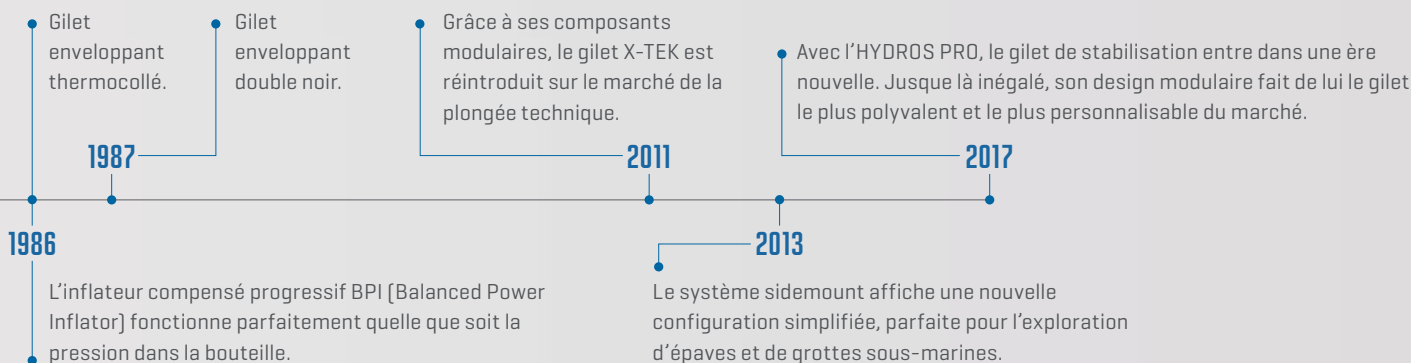 Gilet
enveloppant
thermocollé.
Gilet
enveloppant
double noir.
Grâce à ses composants
modulaires, le gilet X-TEK est
réintroduit sur le marché de la
plongée technique.
Avec l'HYDROS PRO, le gilet de stabilisation entre dans une ère
nouvelle. Jusque là inégalé, son design modulaire fait de lui le gilet
le plus polyvalent et le plus personnalisable du marché.
1987
2011
2017
1986
2013
L'inflateur compensé progressif BPI (Balanced Power
Inflator) fonctionne parfaitement quelle que soit la
pression dans la bouteille.
Le système sidemount affiche une nouvelle
configuration simplifiée, parfaite pour l'exploration
d'épaves et de grottes sous-marines.